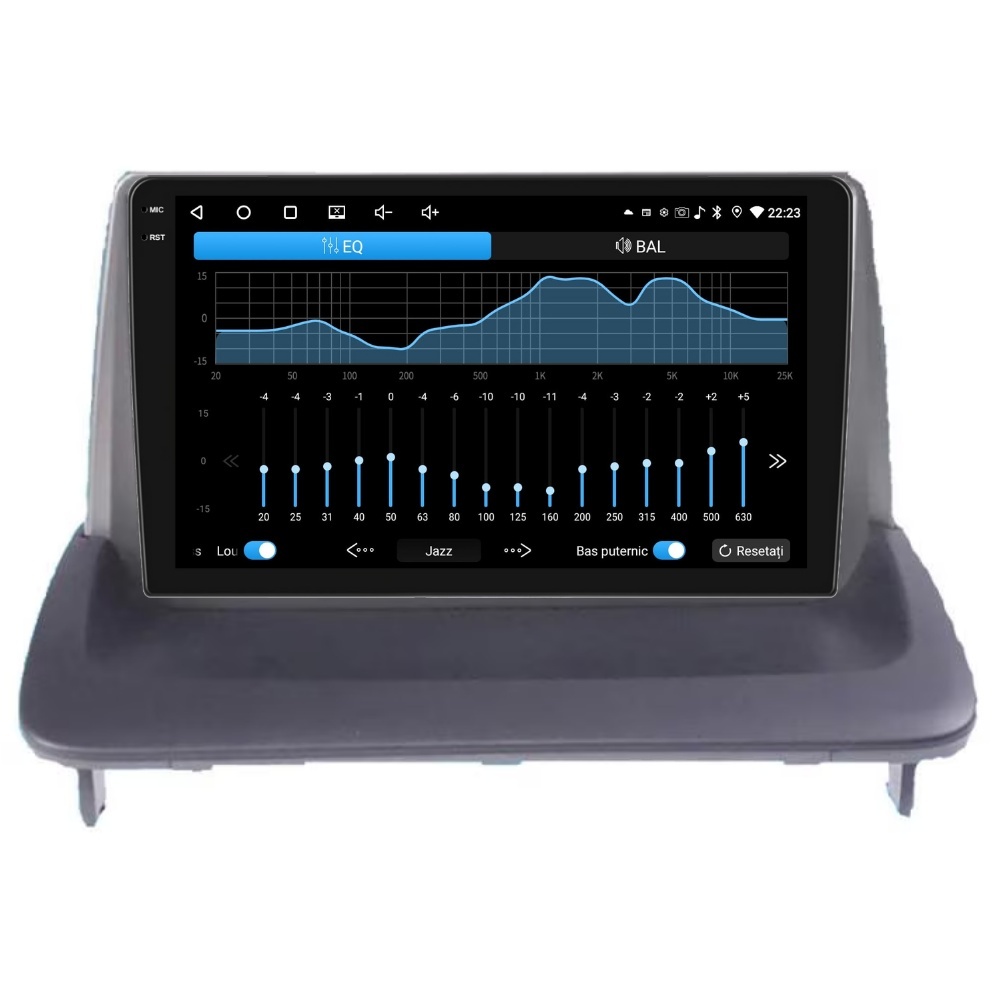 MIC
RST
22:23
EQ
BAL
15
0
-15
20 50 100 200 500 1K 2K 5K 10K 25K
-4 -4 -3 -1 0 -4 -6 -10 -10 -11 -4 -3 -2 -2 +2 +5
15
0
-15
20 25 31 40 50 63 80 100 125 160 200 250 315 400 500 630
s Lou Jazz Bas puternic Resetați